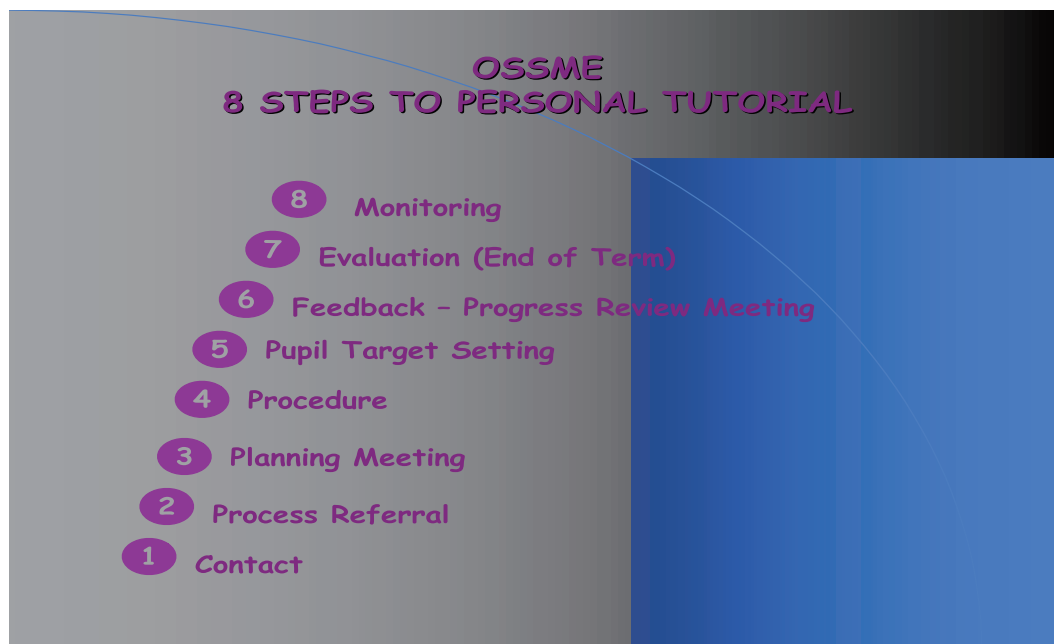 OSSME
8 STEPS TO PERSONAL TUTORIAL
8 Monitoring
7 Evaluation (End of Term)
6 Feedback – Progress Review Meeting
5 Pupil Target Setting
4 Procedure
3 Planning Meeting
2 Process Referral
1 Contact